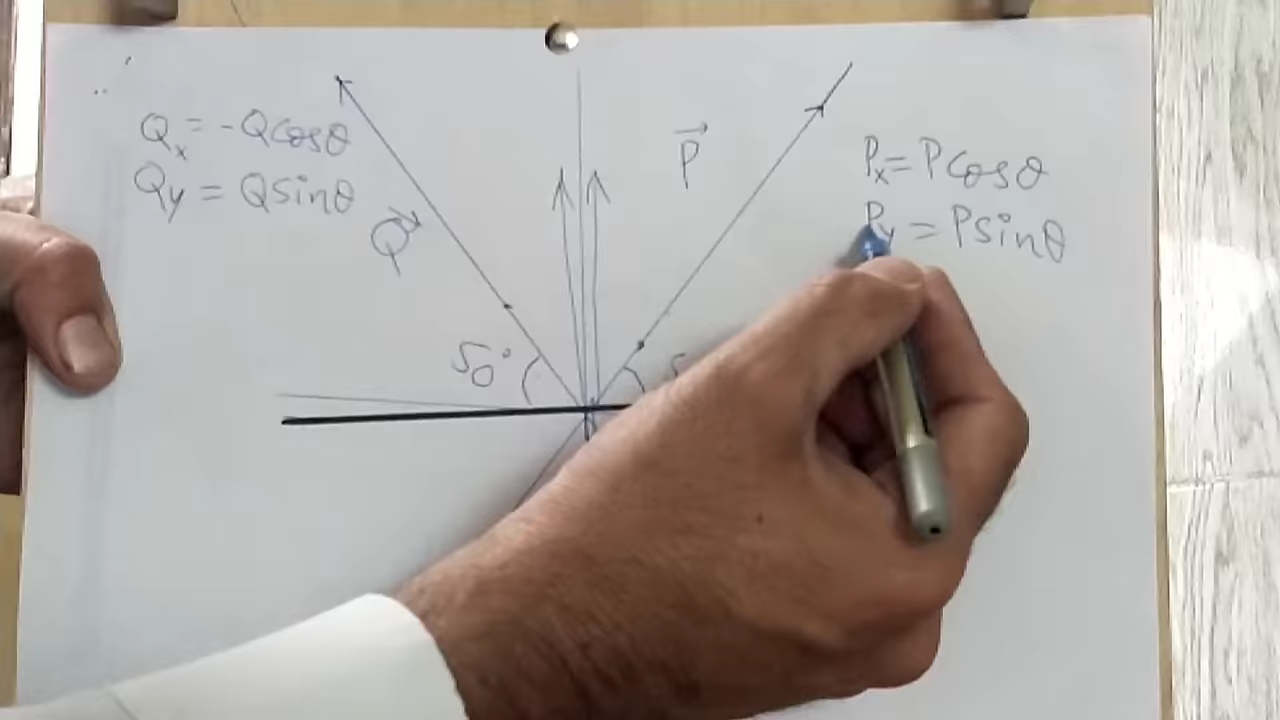 Qx = -Qcosθ
Qy = Qsinθ
Q⃗
P⃗
Px = Pcosθ
Py = Psinθ
50°